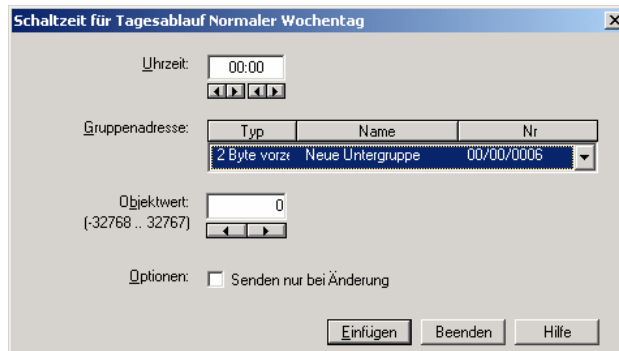 Schaltzeit für Tagesablauf Normaler Wochentag
Uhrzeit: 00:00
Gruppenadresse: Typ Name Nr
2 Byte vorze Neue Untergruppe 00/00/0006
Objektwert: 0
(-32768 .. 32767)
Optionen: Senden nur bei Änderung
Einfügen Beenden Hilfe